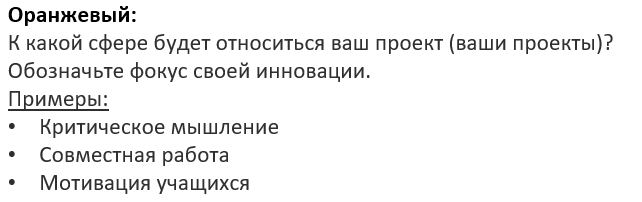 Оранжевый:
К какой сфере будет относиться ваш проект (ваши проекты)?
Обозначьте фокус своей инновации.
Примеры:
• Критическое мышление
• Совместная работа
• Мотивация учащихся